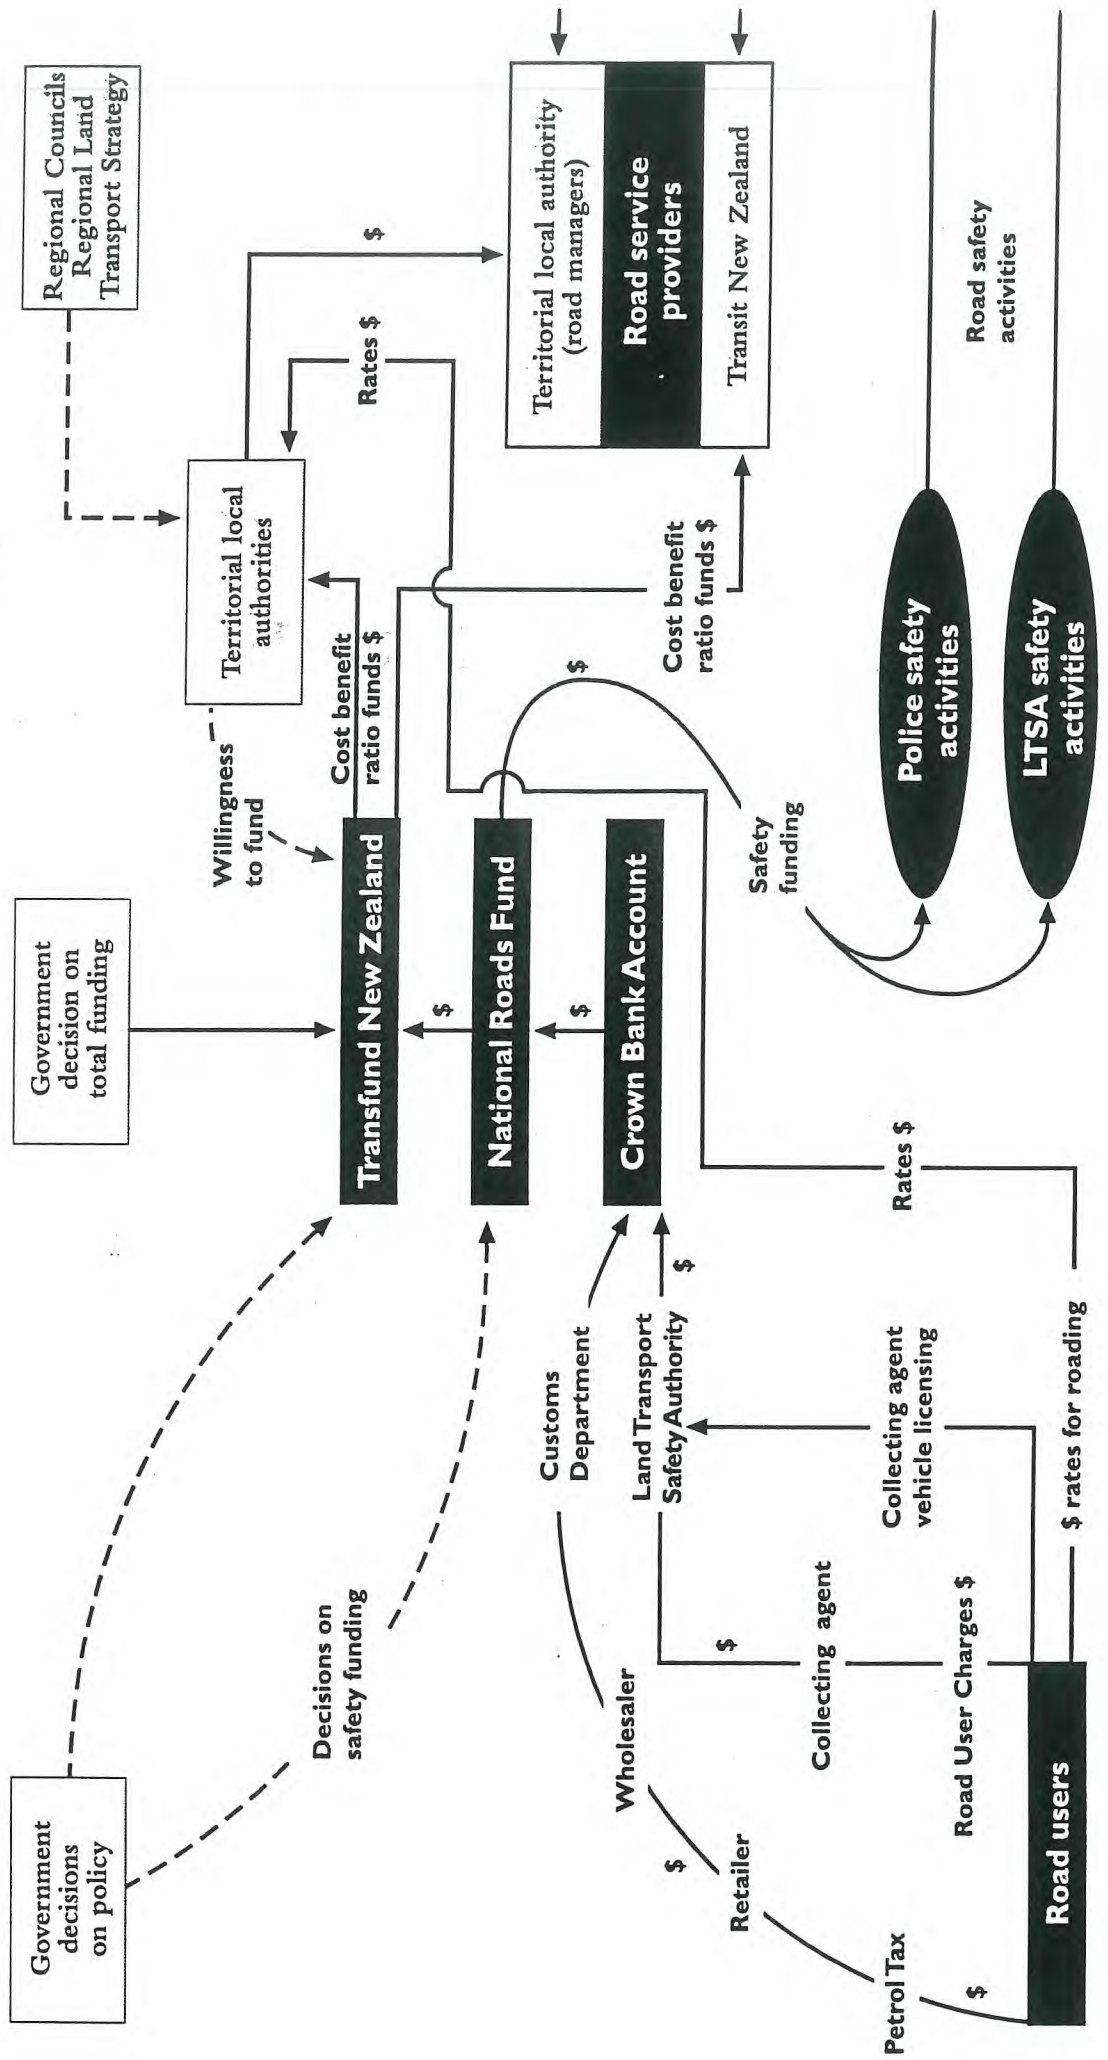 Government
decisions
on policy
Government
decision on
total funding
Regional Councils
Regional Land
Transport Strategy
Decisions on
safety funding
Willingness
to fund
Territorial local
authorities
Transfund New Zealand
Cost benefit
ratio funds $
Rates $
$
$
National Roads Fund
$
$
Crown Bank Account
Customs
Department
Land Transport
Safety Authority
$
Cost benefit
ratio funds $
Territorial local authority
(road managers)
Road service
providers
Transit New Zealand
Wholesaler
$
Retailer
Petrol Tax
$
$
Collecting agent
Road User Charges $
Collecting agent
vehicle licensing
Rates $
Safety
funding
Police safety
activities
Road safety
activities
LTSA safety
activities
Road users
$ rates for roading